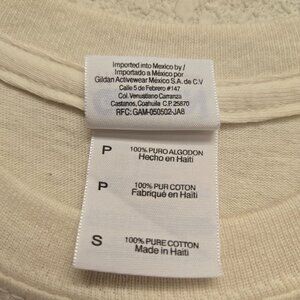 Imported into Mexico by/
Importado a México por
Gildan Activewear México S.A. de C.V
Calle 5 de Febrero #147
Col. Venustiano Carranza
Castanos, Coahuila C.P. 25870
RFC: GAM-050502-JA8
P 100% PURO ALGODON
Hecho en Haití
P 100% PUR COTON
Fabriqué en Haïti
S 100% PURE COTTON
Made in Haiti